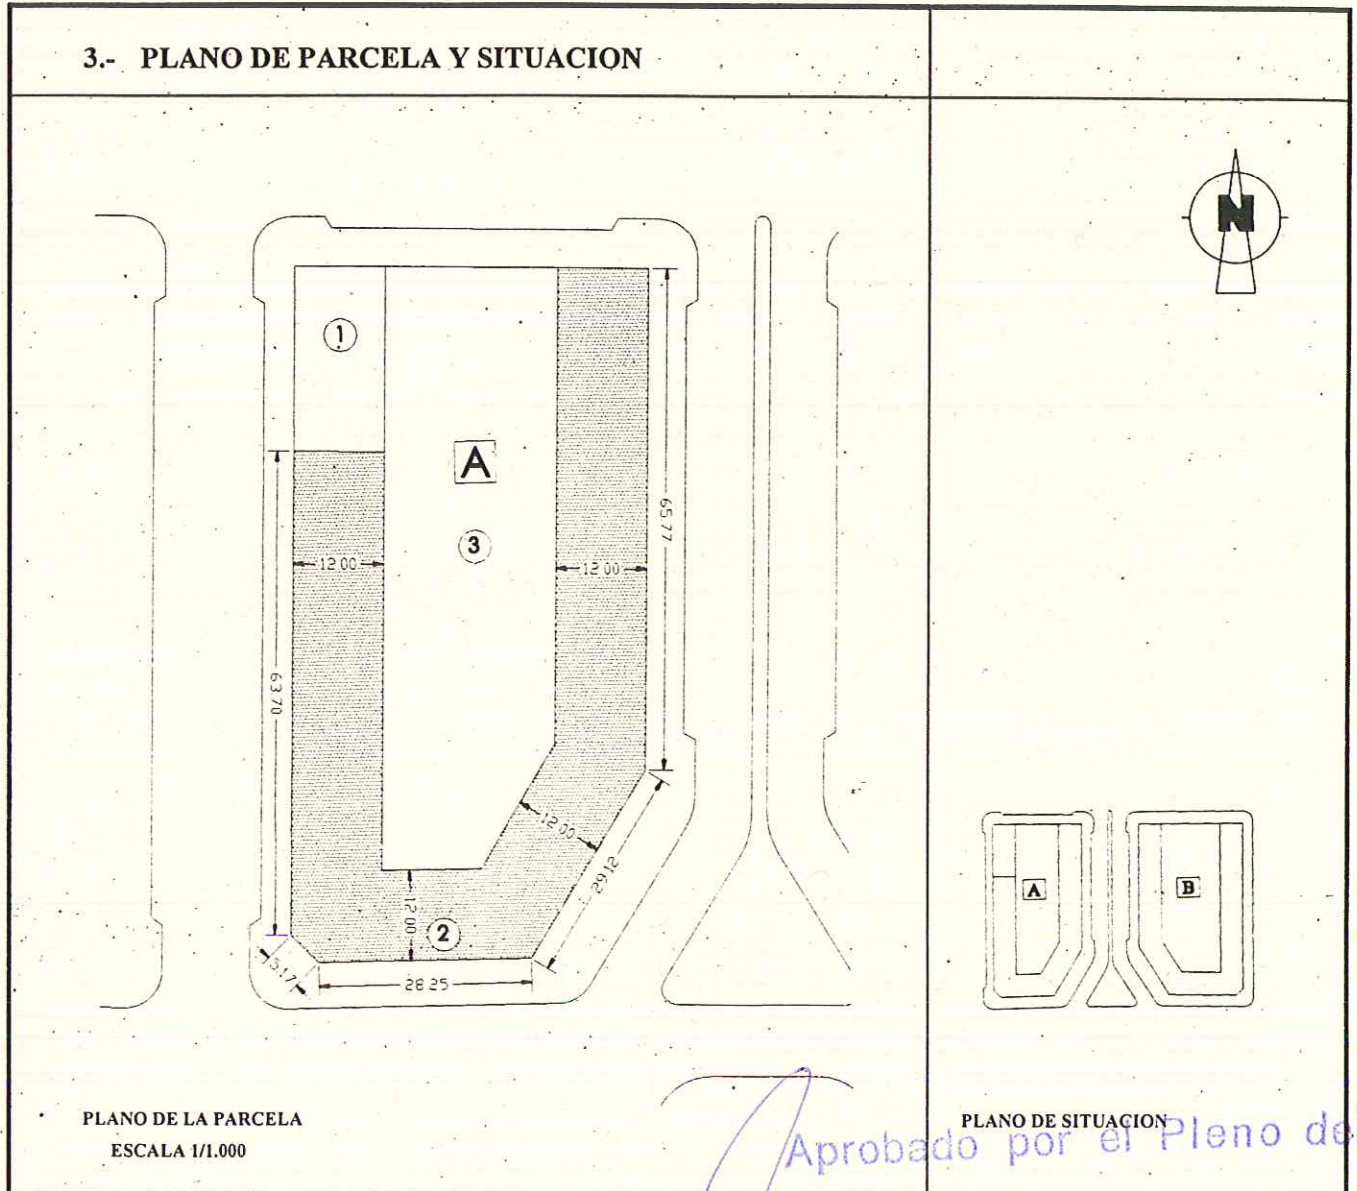 3.- PLANO DE PARCELA Y SITUACION
N
1
A
3
65.77
12.00
12.00
63.70
12.00
29.12
12.00
2
5.17
28.25
A
B
PLANO DE LA PARCELA
ESCALA 1/1.000
PLANO DE SITUACION
Aprobado por el Pleno de